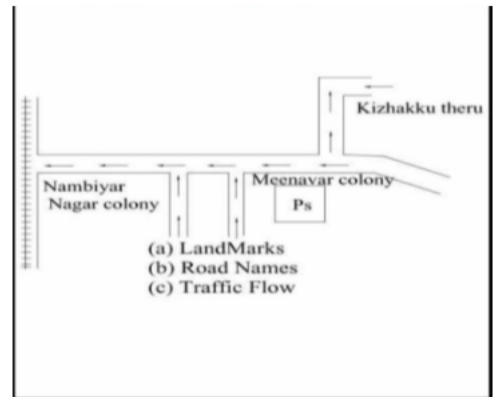 Kizhakku theru
Meenavar colony
Nambiyar
Nagar colony
Ps
(a) LandMarks
(b) Road Names
(c) Traffic Flow